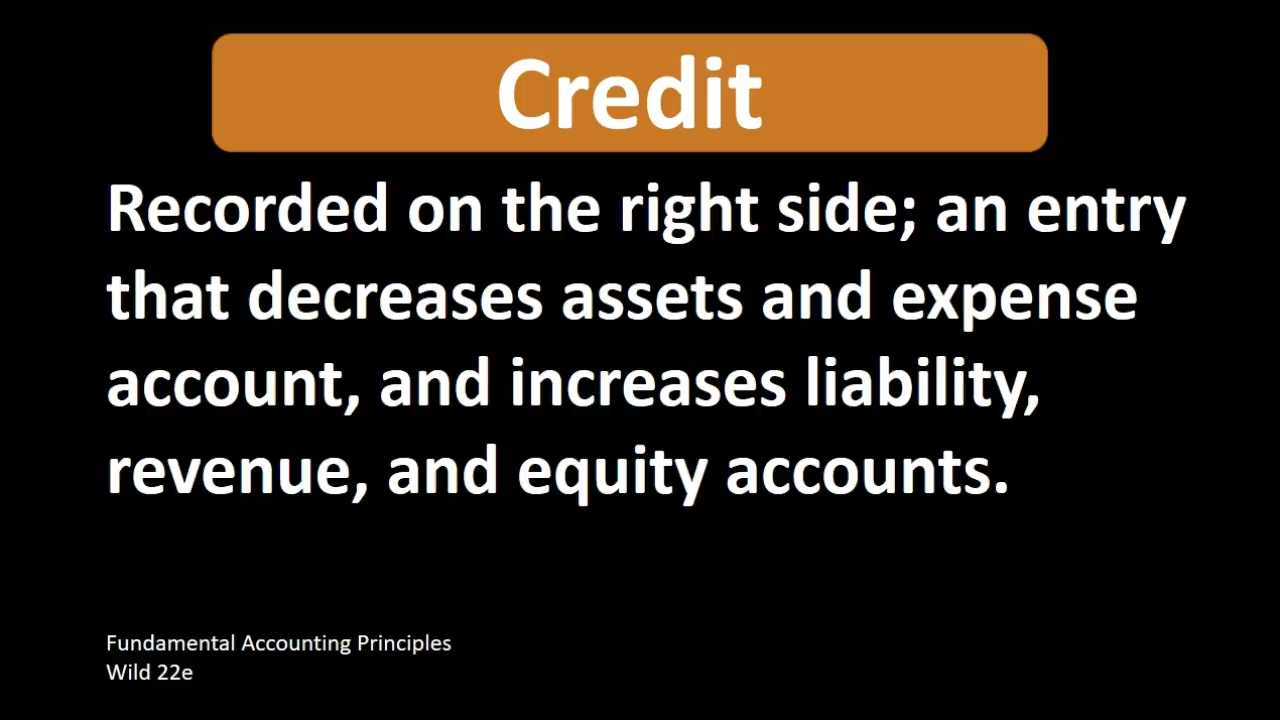 Credit
Recorded on the right side; an entry
that decreases assets and expense
account, and increases liability,
revenue, and equity accounts.
Fundamental Accounting Principles
Wild 22e